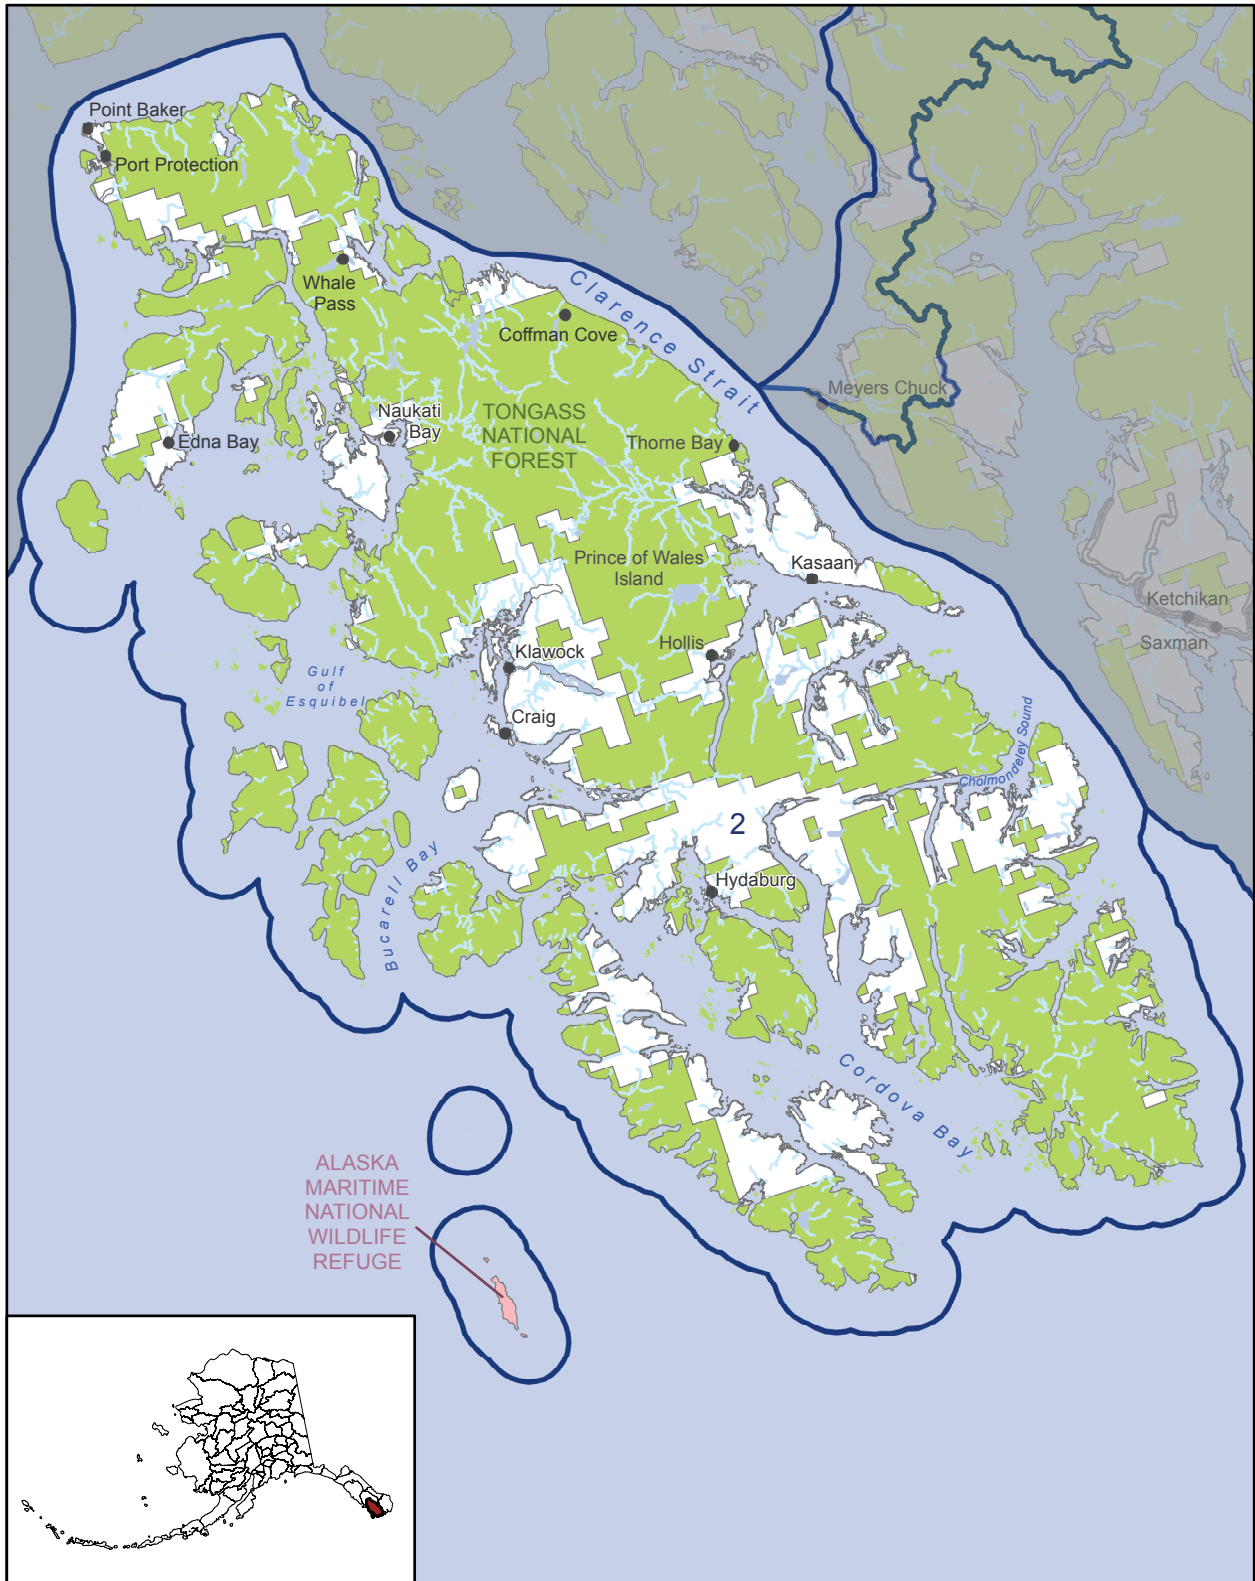 Point Baker
Port Protection
Whale
Pass
Clarence Strait
Coffman Cove
Meyers Chuck
Naukati
Bay
TONGASS
NATIONAL
FOREST
Edna Bay
Thorne Bay
Prince of Wales
Island
Kasaan
Ketchikan
Saxman
Hollis
Klawock
Gulf
of
Esquibel
Craig
Cholmondeley Sound
2
Bucarell Bay
Hydaburg
Cordova Bay
ALASKA
MARITIME
NATIONAL
WILDLIFE
REFUGE